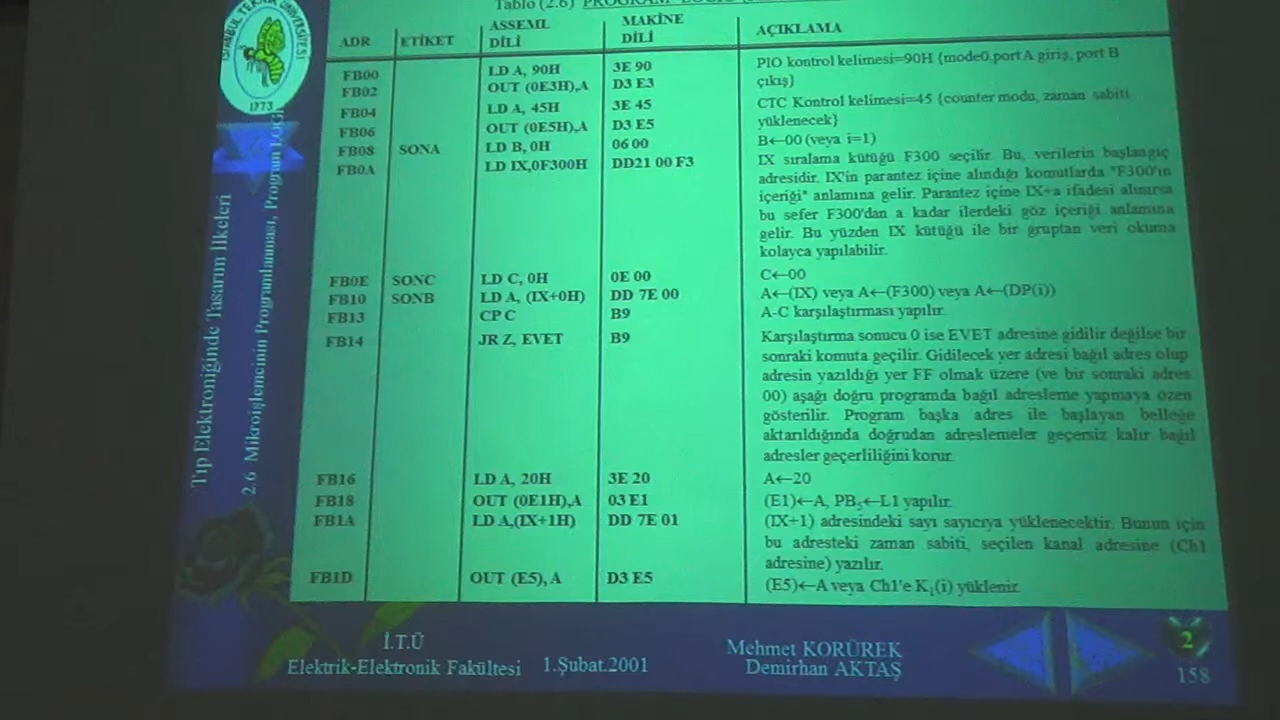 Tablo (2.6) PROGRAM LOGIC
ADR ETİKET ASSEML DİLİ MAKİNE DİLİ AÇIKLAMA
FB00 LD A, 90H 3E 90 PIO kontrol kelimesi=90H {mode0,port A giriş, port B
FB02 OUT (0E3H),A D3 E3 çıkış}
FB04 LD A, 45H 3E 45 CTC Kontrol kelimesi=45 {counter modu, zaman sabiti
FB06 OUT (0E5H),A D3 E5 yüklenecek}
FB08 SONA LD B, 0H 06 00 B←00 (veya i=1)
FB0A LD IX,0F300H DD21 00 F3 IX sıralama kütüğü F300 seçilir. Bu, verilerin başlangıç
adresidir. IX'in parantez içine alındığı komutlarda "F300'ın
içeriği" anlamına gelir. Parantez içine IX+a ifadesi alınırsa
bu sefer F300'dan a kadar ilerdeki göz içeriği anlamına
gelir. Bu yüzden IX kütüğü ile bir gruptan veri okuma
kolayca yapılabilir.
FB0E SONC LD C, 0H 0E 00 C←00
FB10 SONB LD A, (IX+0H) DD 7E 00 A←(IX) veya A←(F300) veya A←(DP(i))
FB13 CP C B9 A-C karşılaştırması yapılır.
FB14 JR Z, EVET B9 Karşılaştırma sonucu 0 ise EVET adresine gidilir değilse bir
sonraki komuta geçilir. Gidilecek yer adresi bağıl adres olup
adresin yazıldığı yer FF olmak üzere (ve bir sonraki adres
00) aşağı doğru programda bağıl adresleme yapmaya özen
gösterilir. Program başka adres ile başlayan belleğe
aktarıldığında doğrudan adreslemeler geçersiz kalır bağıl
adresler geçerliliğini korur.
FB16 LD A, 20H 3E 20 A←20
FB18 OUT (0E1H),A 03 E1 (E1)←A, PB5←L1 yapılır.
FB1A LD A,(IX+1H) DD 7E 01 (IX+1) adresindeki sayı sayıcıya yüklenecektir. Bunun için
bu adresteki zaman sabiti, seçilen kanal adresine (Ch1
adresine) yazılır.
FB1D OUT (E5), A D3 E5 (E5)←A veya Ch1'e K1(i) yüklenir.
İSTANBUL TEKNİK ÜNİVERSİTESİ
1773
Tıp Elektroniğinde Tasarım İlkeleri
2.6 Mikroişlemcinin Programlanması, Program LOGI
İ.T.Ü
Elektrik-Elektronik Fakültesi 1.Şubat.2001
Mehmet KORÜREK
Demirhan AKTAŞ
2
158